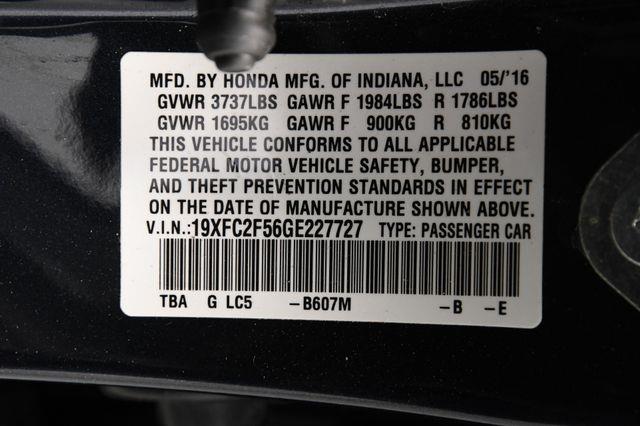 MFD. BY HONDA MFG. OF INDIANA, LLC 05/'16
GVWR 3737LBS GAWR F 1984LBS R 1786LBS
GVWR 1695KG GAWR F 900KG R 810KG
THIS VEHICLE CONFORMS TO ALL APPLICABLE
FEDERAL MOTOR VEHICLE SAFETY, BUMPER,
AND THEFT PREVENTION STANDARDS IN EFFECT
ON THE DATE OF MANUFACTURE SHOWN ABOVE.
V.I.N.:19XFC2F56GE227727 TYPE: PASSENGER CAR
TBA G LC5 -B607M -B -E